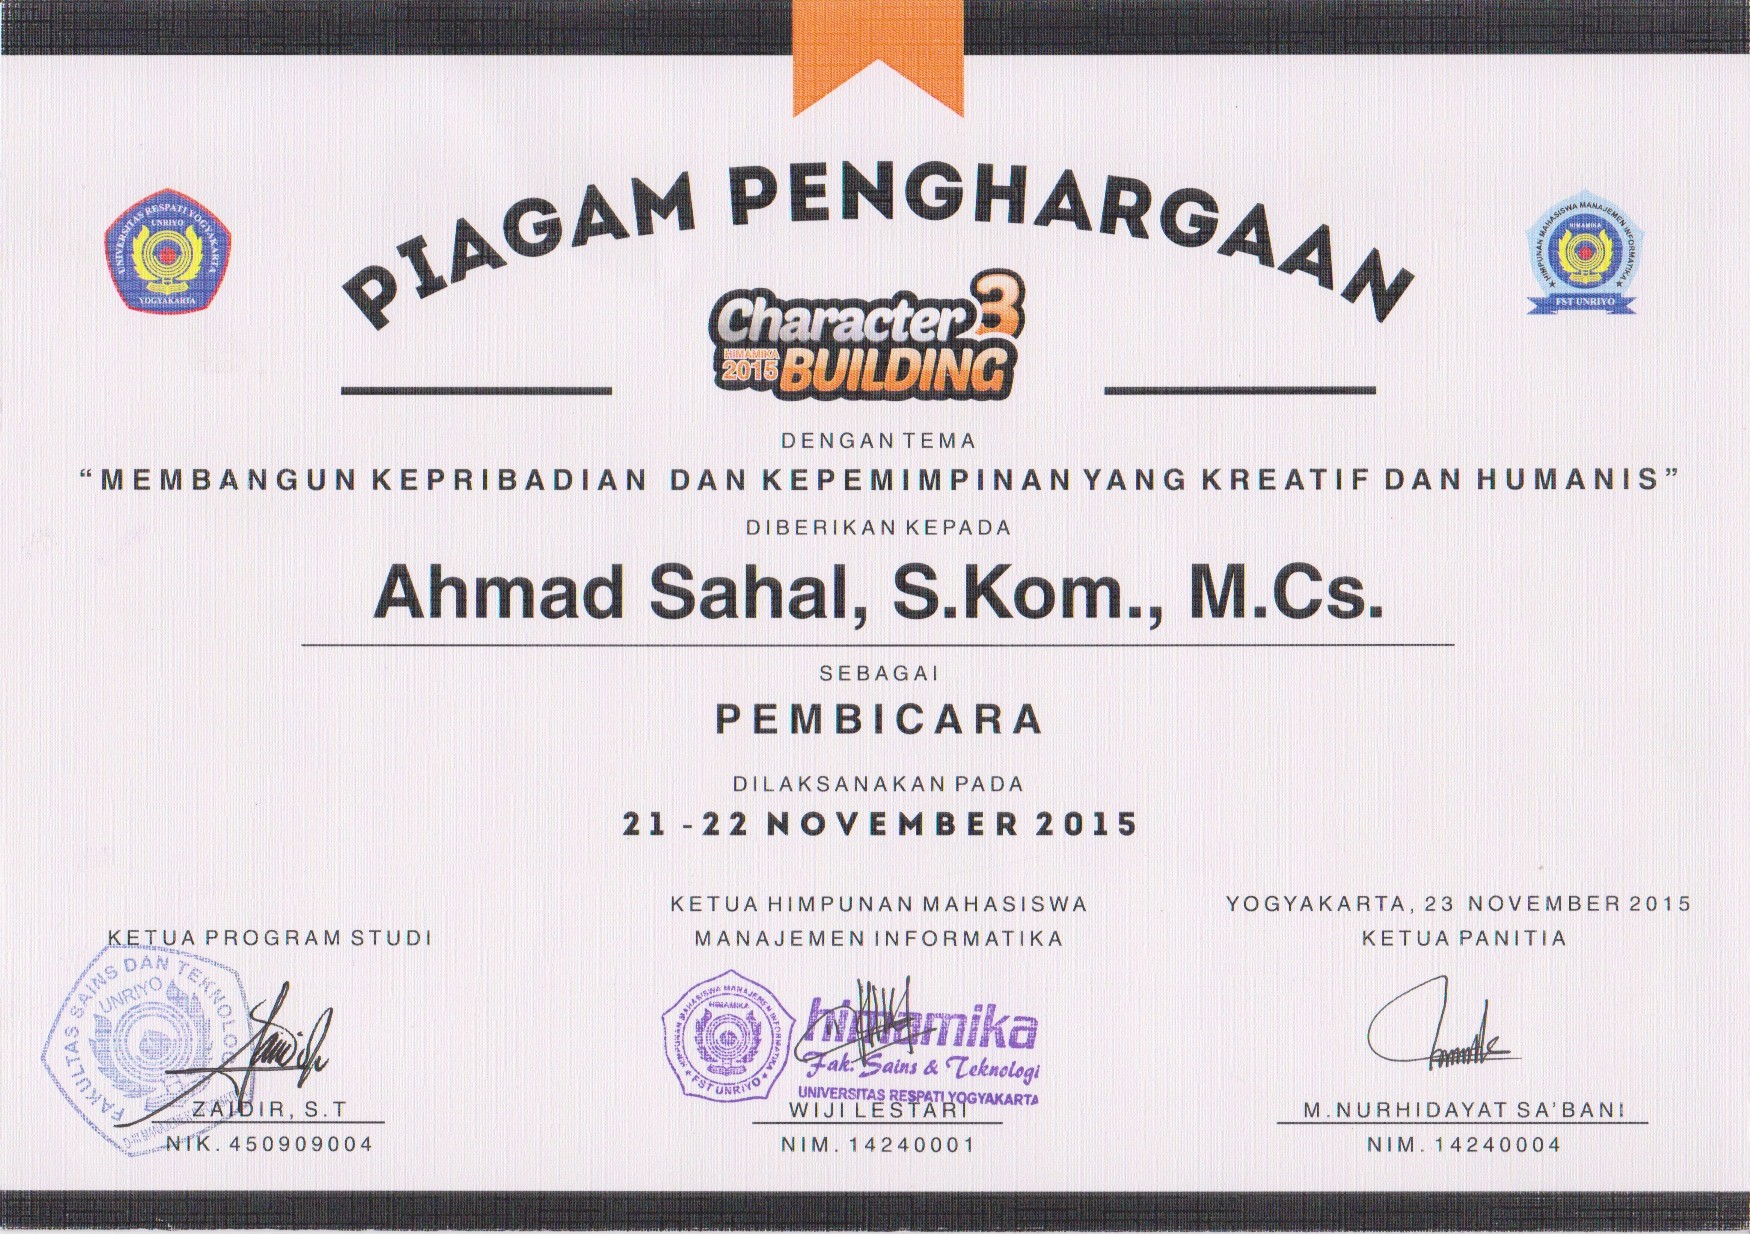 PIAGAM PENGHARGAAN
UNIVERSITAS RESPATI YOGYAKARTA
UNRIYO
YOGYAKARTA
HIMPUNAN MAHASISWA MANAJEMEN INFORMATIKA
HIMAMIKA
FST UNRIYO
Character 3
HIMAMIKA
2015 BUILDING
DENGAN TEMA
“MEMBANGUN KEPRIBADIAN DAN KEPEMIMPINAN YANG KREATIF DAN HUMANIS”
DIBERIKAN KEPADA
Ahmad Sahal, S.Kom., M.Cs.
SEBAGAI
PEMBICARA
DILAKSANAKAN PADA
21 - 22 NOVEMBER 2015
KETUA PROGRAM STUDI
FAKULTAS SAINS DAN TEKNOLOGI
UNRIYO
ZAIDIR, S.T
NIK. 450909004
KETUA HIMPUNAN MAHASISWA
MANAJEMEN INFORMATIKA
HIMPUNAN MAHASISWA MANAJEMEN INFORMATIKA
HIMAMIKA
FST UNRIYO
himamika
Fak. Sains & Teknologi
UNIVERSITAS RESPATI YOGYAKARTA
WIJI LESTARI
NIM. 14240001
YOGYAKARTA, 23 NOVEMBER 2015
KETUA PANITIA
M.NURHIDAYAT SA'BANI
NIM. 14240004